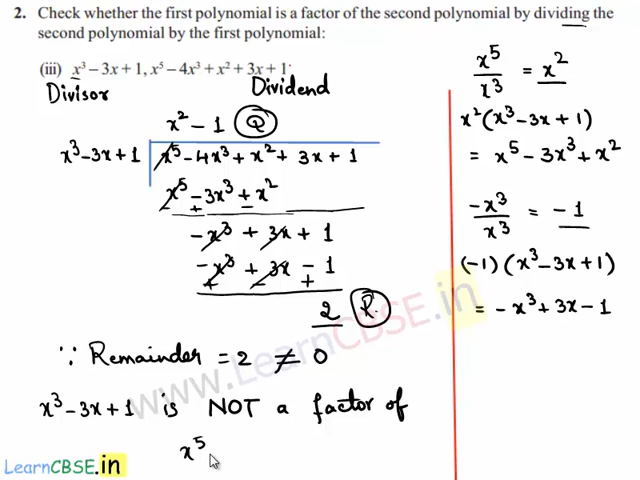 2. Check whether the first polynomial is a factor of the second polynomial by dividing the
second polynomial by the first polynomial:
(iii) x³ – 3x + 1, x⁵ – 4x³ + x² + 3x + 1
Divisor Dividend
x² - 1 Q
x³ - 3x + 1 x⁵ - 4x³ + x² + 3x + 1
x⁵ - 3x³ + x²
+ -
-x³ + 3x + 1
-x³ + 3x - 1
+ - +
2 R
∵ Remainder = 2 ≠ 0
x³ - 3x + 1 is NOT a factor of
x⁵
x⁵/x³ = x²
x²(x³ - 3x + 1)
= x⁵ - 3x³ + x²
-x³/x³ = -1
(-1) (x³ - 3x + 1)
= -x³ + 3x - 1
www.LearnCBSE.in
LearnCBSE.in